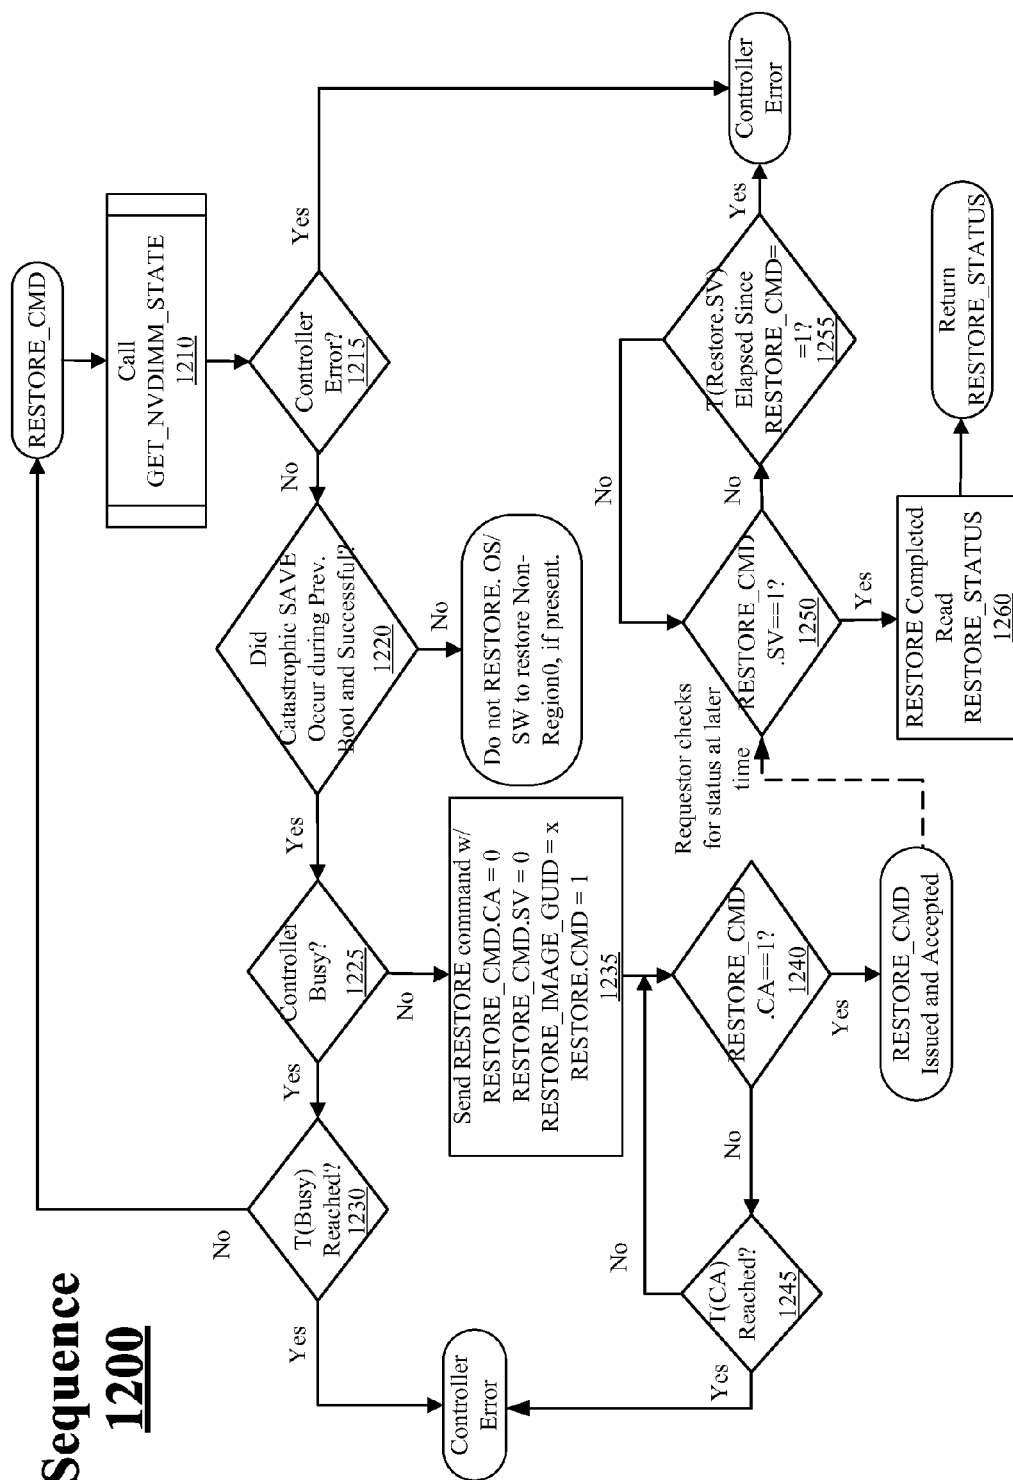 Sequence
1200
RESTORE_CMD
Call
GET_NVDIMM_STATE
1210
Controller
Error?
1215
Yes
No
Controller
Error
Did
Catastrophic SAVE
Occur during Prev.
Boot and Successful?
1220
No
Do not RESTORE. OS/
SW to restore Non-
Region0, if present.
Yes
Controller
Busy?
1225
Yes
No
T(Busy)
Reached?
1230
No
Yes
Controller
Error
Send RESTORE command w/
RESTORE_CMD.CA = 0
RESTORE_CMD.SV = 0
RESTORE_IMAGE_GUID = x
RESTORE.CMD = 1
1235
RESTORE_CMD
.CA==1?
1240
No
Yes
T(CA)
Reached?
1245
No
Yes
RESTORE_CMD
Issued and Accepted
Requestor checks
for status at later
time
RESTORE_CMD
.SV==1?
1250
No
Yes
T(Restore.SV)
Elapsed Since
RESTORE_CMD=
=1?
1255
No
Yes
RESTORE Completed
Read
RESTORE_STATUS
1260
Return
RESTORE_STATUS